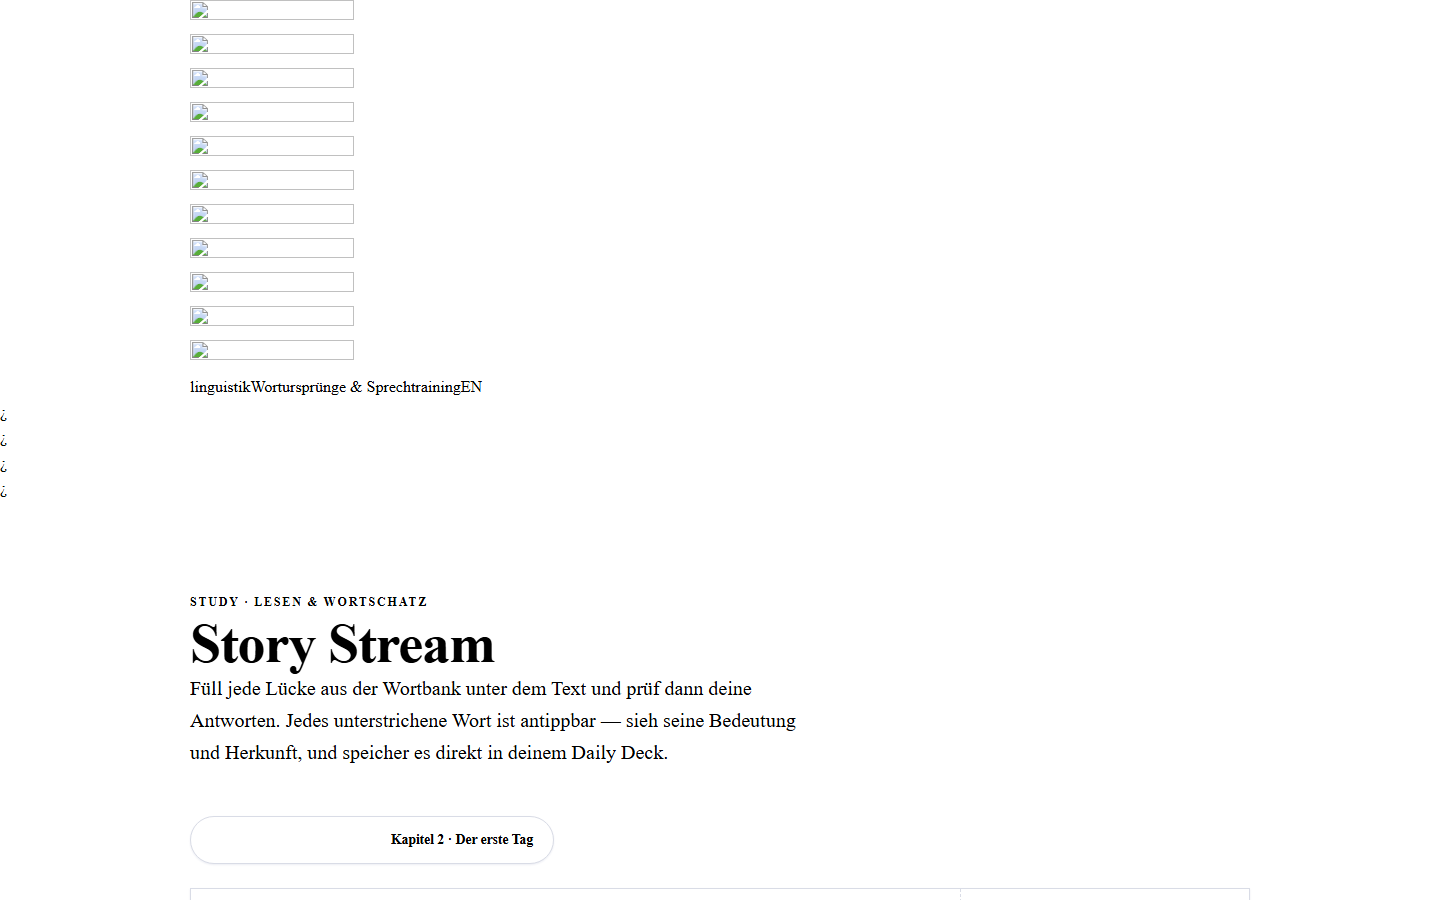 linguistikWortursprünge & SprechtrainingEN
¿
¿
¿
¿
STUDY · LESEN & WORTSCHATZ
Story Stream
Füll jede Lücke aus der Wortbank unter dem Text und prüf dann deine
Antworten. Jedes unterstrichene Wort ist antippbar — sieh seine Bedeutung
und Herkunft, und speicher es direkt in deinem Daily Deck.
Kapitel 2 · Der erste Tag